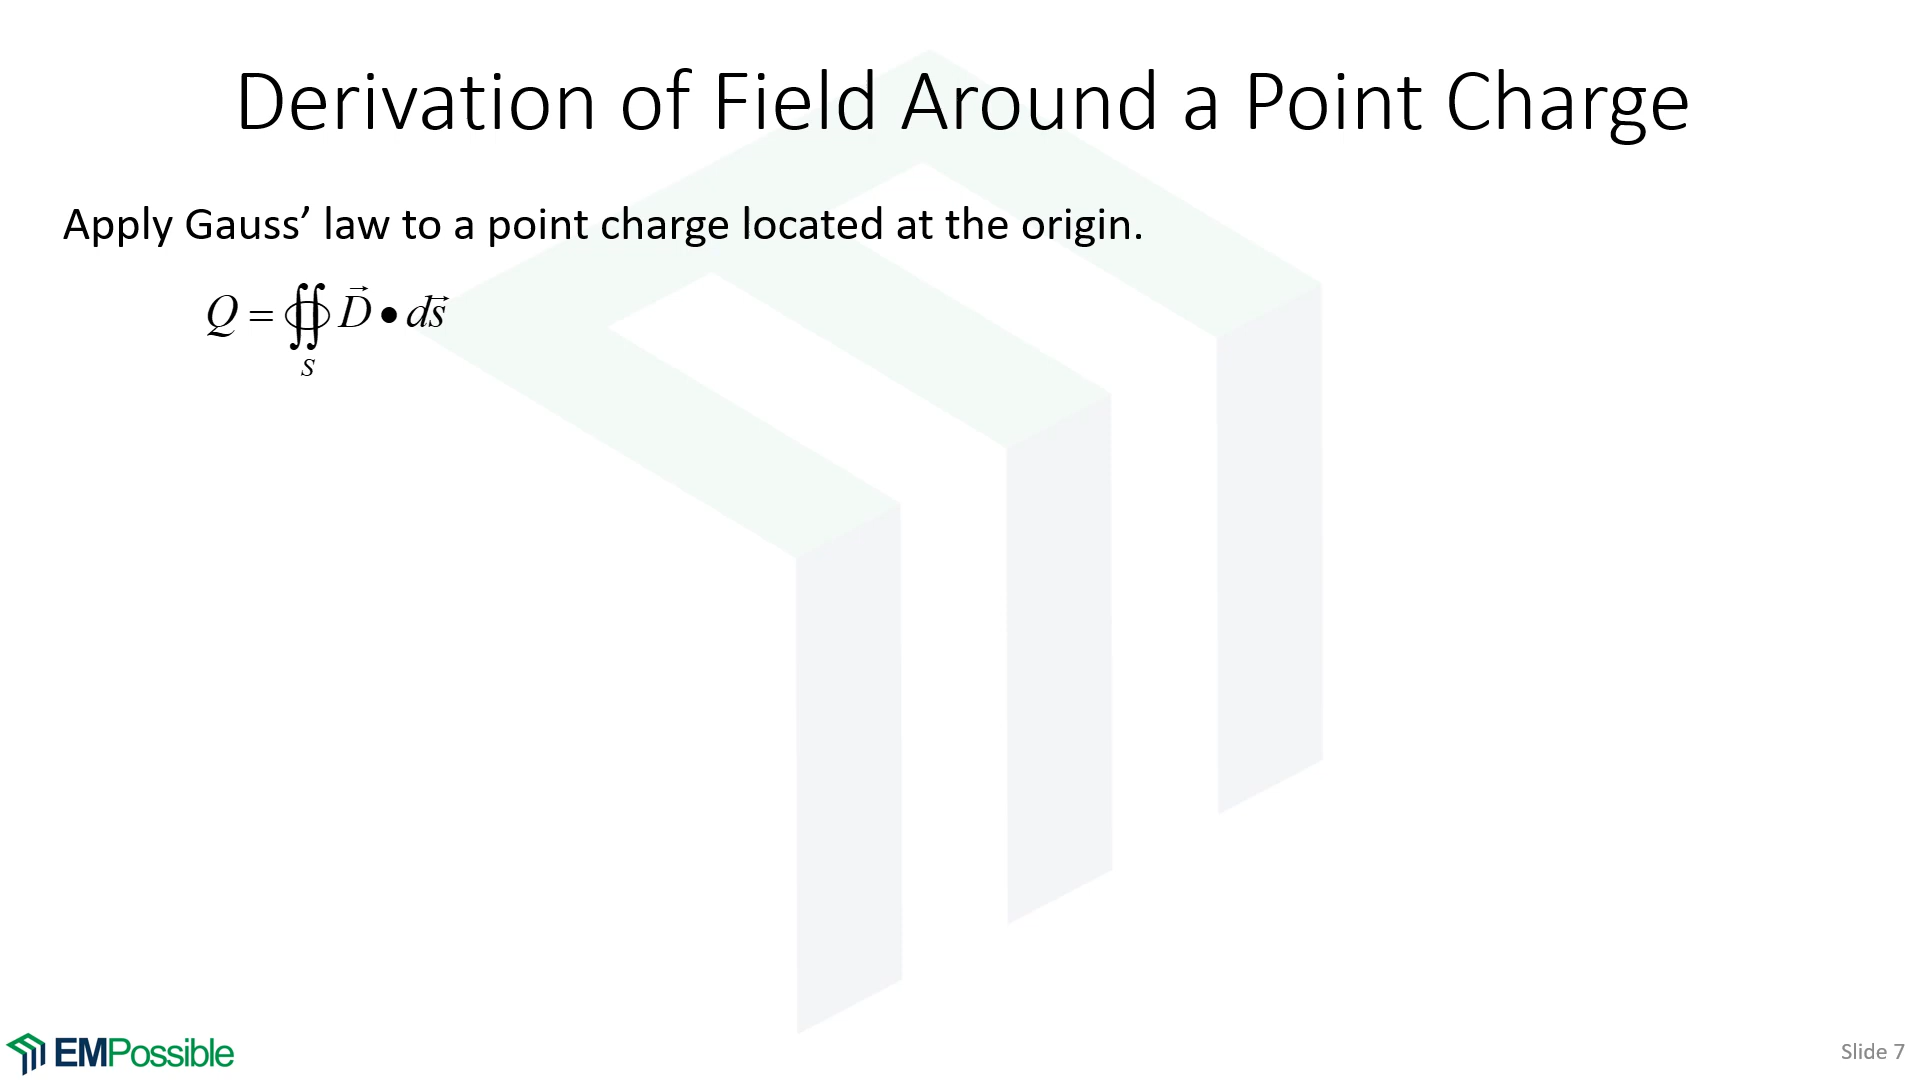 Derivation of Field Around a Point Charge
Apply Gauss’ law to a point charge located at the origin.
Q = ∯ D⃗ • ds⃗
S
EMPossible
Slide 7